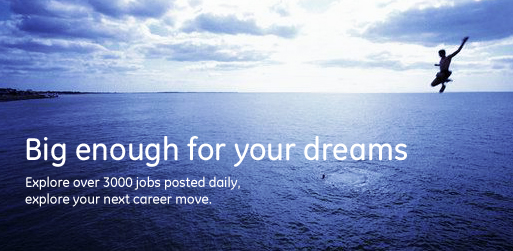 Big enough for your dreams
Explore over 3000 jobs posted daily,
explore your next career move.